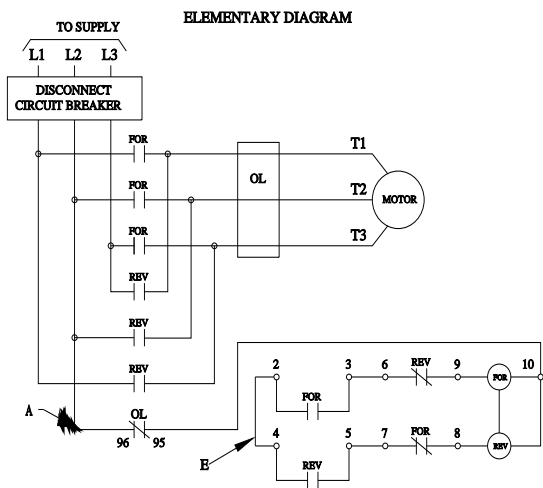 ELEMENTARY DIAGRAM
TO SUPPLY
L1 L2 L3
DISCONNECT
CIRCUIT BREAKER
FOR
T1
OL
FOR
T2
MOTOR
FOR
T3
REV
REV
REV
2 3 6 REV 9 10
FOR
FOR
A
OL
96 95
4 5 7 FOR 8
REV
E
REV